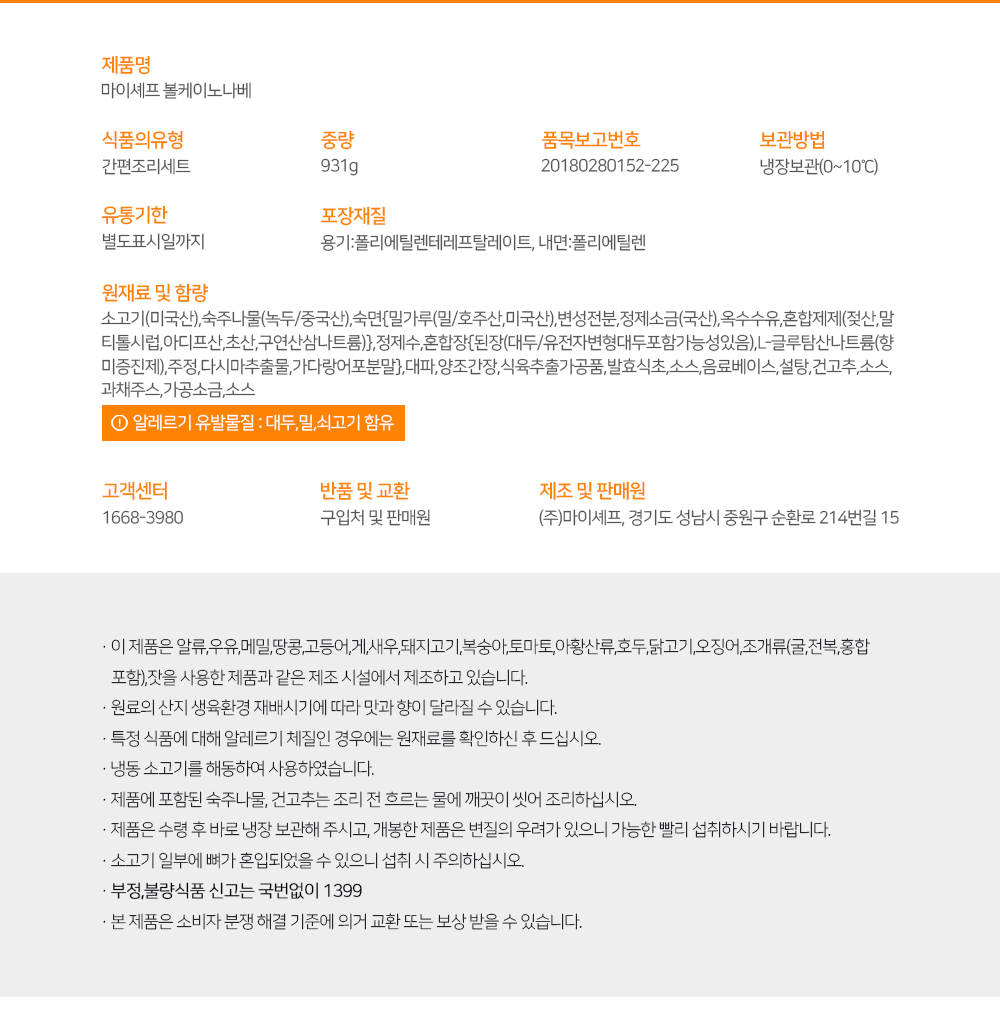 제품명
마이셰프 볼케이노나베
식품의유형
간편조리세트
중량
931g
품목보고번호
20180280152-225
보관방법
냉장보관(0~10℃)
유통기한
별도표시일까지
포장재질
용기:폴리에틸렌테레프탈레이트, 내면:폴리에틸렌
원재료 및 함량
소고기(미국산),숙주나물(녹두/중국산),숙면{밀가루(밀/호주산,미국산),변성전분,정제소금(국산),옥수수유,혼합제제(젖산,말
티톨시럽,아디프산,초산,구연산삼나트륨)},정제수,혼합장{된장(대두/유전자변형대두포함가능성있음),L-글루탐산나트륨(향
미증진제),주정,다시마추출물,가다랑어포분말},대파,양조간장,식육추출가공품,발효식초,소스,음료베이스,설탕,건고추,소스,
과채주스,가공소금,소스
알레르기 유발물질 : 대두,밀,쇠고기 함유
고객센터
1668-3980
반품 및 교환
구입처 및 판매원
제조 및 판매원
(주)마이셰프, 경기도 성남시 중원구 순환로 214번길 15
· 이 제품은 알류,우유,메밀,땅콩,고등어,게,새우,돼지고기,복숭아,토마토,아황산류,호두,닭고기,오징어,조개류(굴,전복,홍합
포함),잣을 사용한 제품과 같은 제조 시설에서 제조하고 있습니다.
· 원료의 산지 생육환경 재배시기에 따라 맛과 향이 달라질 수 있습니다.
· 특정 식품에 대해 알레르기 체질인 경우에는 원재료를 확인하신 후 드십시오.
· 냉동 소고기를 해동하여 사용하였습니다.
· 제품에 포함된 숙주나물, 건고추는 조리 전 흐르는 물에 깨끗이 씻어 조리하십시오.
· 제품은 수령 후 바로 냉장 보관해 주시고, 개봉한 제품은 변질의 우려가 있으니 가능한 빨리 섭취하시기 바랍니다.
· 소고기 일부에 뼈가 혼입되었을 수 있으니 섭취 시 주의하십시오.
· 부정,불량식품 신고는 국번없이 1399
· 본 제품은 소비자 분쟁 해결 기준에 의거 교환 또는 보상 받을 수 있습니다.